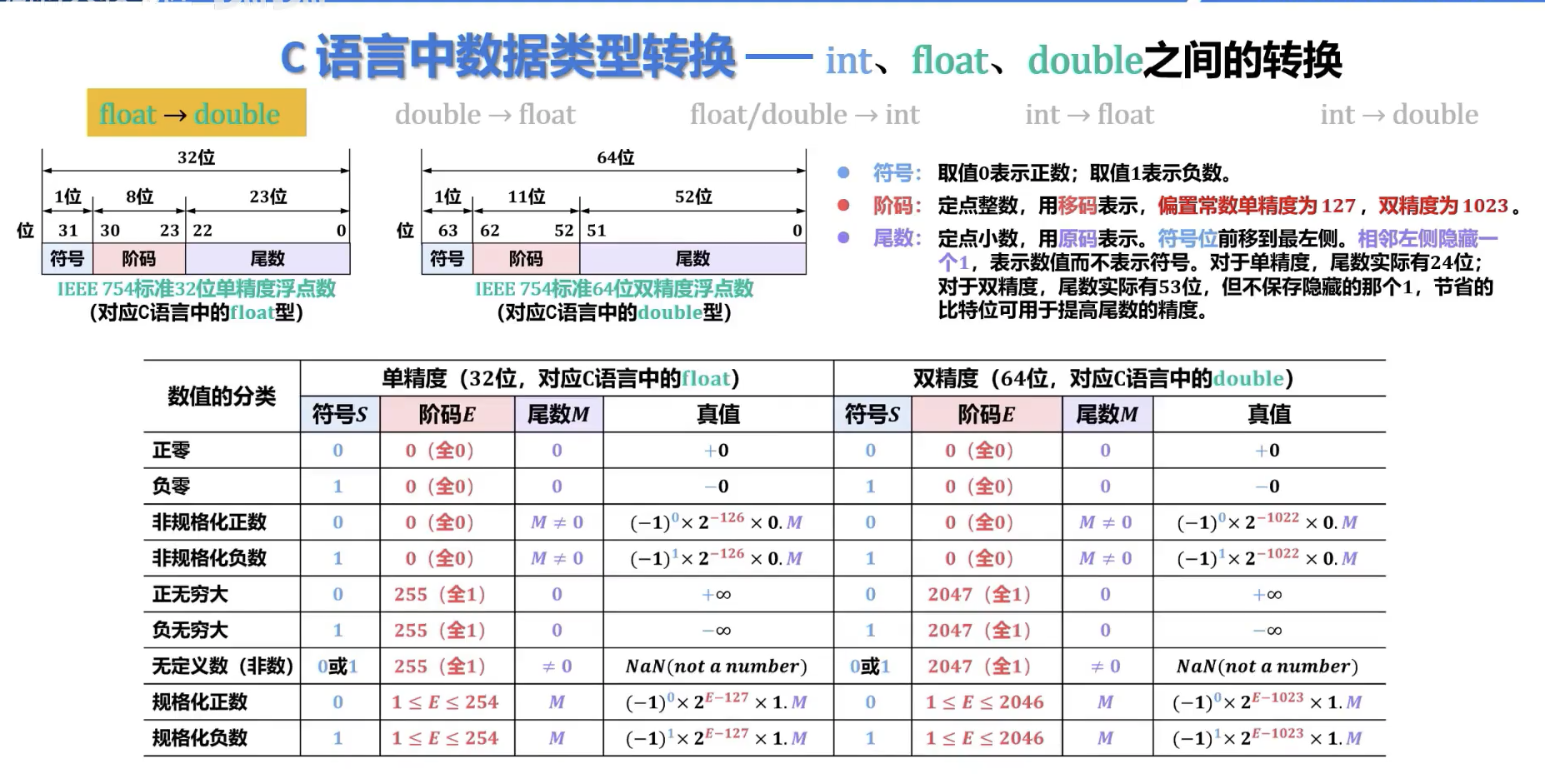 C 语言中数据类型转换 —— int、float、double之间的转换
float → double double → float float/double → int int → float int → double
32位
1位 8位 23位
位 31 30 23 22 0
符号 阶码 尾数
IEEE 754标准32位单精度浮点数
(对应C语言中的float型)
64位
1位 11位 52位
位 63 62 52 51 0
符号 阶码 尾数
IEEE 754标准64位双精度浮点数
(对应C语言中的double型)
● 符号：取值0表示正数；取值1表示负数。
● 阶码：定点整数，用移码表示，偏置常数单精度为127，双精度为1023。
● 尾数：定点小数，用原码表示。符号位前移到最左侧。相邻左侧隐藏一
个1，表示数值而不表示符号。对于单精度，尾数实际有24位；
对于双精度，尾数实际有53位，但不保存隐藏的那个1，节省的
比特位可用于提高尾数的精度。
数值的分类 单精度（32位，对应C语言中的float） 双精度（64位，对应C语言中的double）
符号S 阶码E 尾数M 真值 符号S 阶码E 尾数M 真值
正零 0 0（全0） 0 +0 0 0（全0） 0 +0
负零 1 0（全0） 0 −0 1 0（全0） 0 −0
非规格化正数 0 0（全0） M ≠ 0 (−1)⁰× 2⁻¹²⁶ × 0. M 0 0（全0） M ≠ 0 (−1)⁰× 2⁻¹⁰²² × 0. M
非规格化负数 1 0（全0） M ≠ 0 (−1)¹× 2⁻¹²⁶ × 0. M 1 0（全0） M ≠ 0 (−1)¹× 2⁻¹⁰²² × 0. M
正无穷大 0 255（全1） 0 +∞ 0 2047（全1） 0 +∞
负无穷大 1 255（全1） 0 −∞ 1 2047（全1） 0 −∞
无定义数（非数） 0或1 255（全1） ≠ 0 NaN(not a number) 0或1 2047（全1） ≠ 0 NaN(not a number)
规格化正数 0 1 ≤ E ≤ 254 M (−1)⁰× 2ᴱ⁻¹²⁷ × 1. M 0 1 ≤ E ≤ 2046 M (−1)⁰× 2ᴱ⁻¹⁰²³ × 1. M
规格化负数 1 1 ≤ E ≤ 254 M (−1)¹× 2ᴱ⁻¹²⁷ × 1. M 1 1 ≤ E ≤ 2046 M (−1)¹× 2ᴱ⁻¹⁰²³ × 1. M